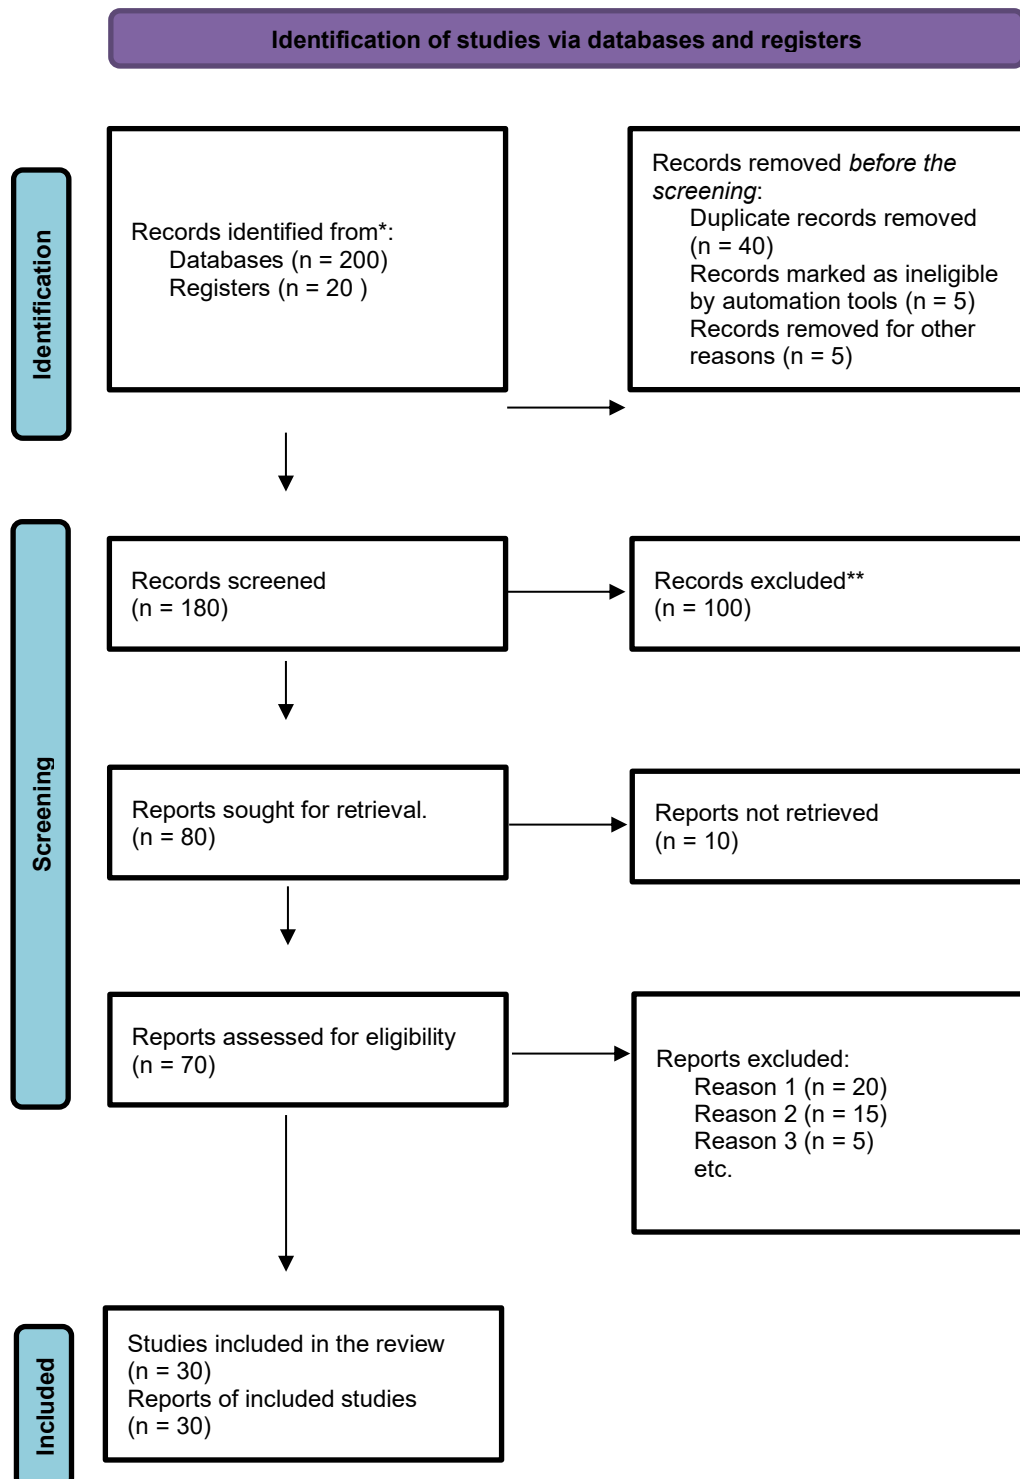 Identification of studies via databases and registers
Identification
Records identified from*:
Databases (n = 200)
Registers (n = 20 )
Records removed before the
screening:
Duplicate records removed
(n = 40)
Records marked as ineligible
by automation tools (n = 5)
Records removed for other
reasons (n = 5)
Screening
Records screened
(n = 180)
Records excluded**
(n = 100)
Reports sought for retrieval.
(n = 80)
Reports not retrieved
(n = 10)
Reports assessed for eligibility
(n = 70)
Reports excluded:
Reason 1 (n = 20)
Reason 2 (n = 15)
Reason 3 (n = 5)
etc.
Included
Studies included in the review
(n = 30)
Reports of included studies
(n = 30)